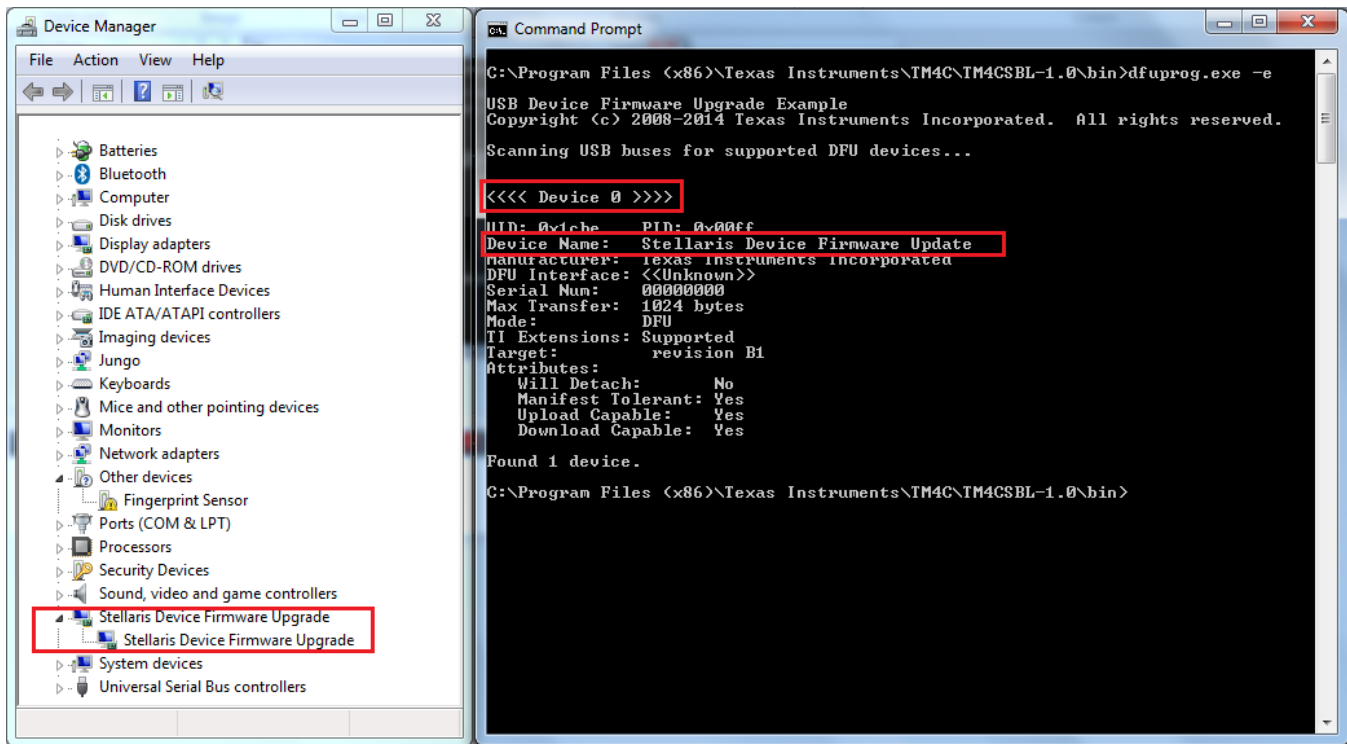 Device Manager
File Action View Help
Batteries
Bluetooth
Computer
Disk drives
Display adapters
DVD/CD-ROM drives
Human Interface Devices
IDE ATA/ATAPI controllers
Imaging devices
Jungo
Keyboards
Mice and other pointing devices
Monitors
Network adapters
Other devices
Fingerprint Sensor
Ports (COM & LPT)
Processors
Security Devices
Sound, video and game controllers
Stellaris Device Firmware Upgrade
Stellaris Device Firmware Upgrade
System devices
Universal Serial Bus controllers
Command Prompt
C:\Program Files (x86)\Texas Instruments\TM4C\TM4CSBL-1.0\bin>dfuprog.exe -e
USB Device Firmware Upgrade Example
Copyright (c) 2008-2014 Texas Instruments Incorporated. All rights reserved.
Scanning USB buses for supported DFU devices...
<<<< Device 0 >>>>
VID: 0x1cbe PID: 0x00ff
Device Name: Stellaris Device Firmware Update
Manufacturer: Texas Instruments Incorporated
DFU Interface: <<Unknown>>
Serial Num: 00000000
Max Transfer: 1024 bytes
Mode: DFU
TI Extensions: Supported
Target: revision B1
Attributes:
Will Detach: No
Manifest Tolerant: Yes
Upload Capable: Yes
Download Capable: Yes
Found 1 device.
C:\Program Files (x86)\Texas Instruments\TM4C\TM4CSBL-1.0\bin>